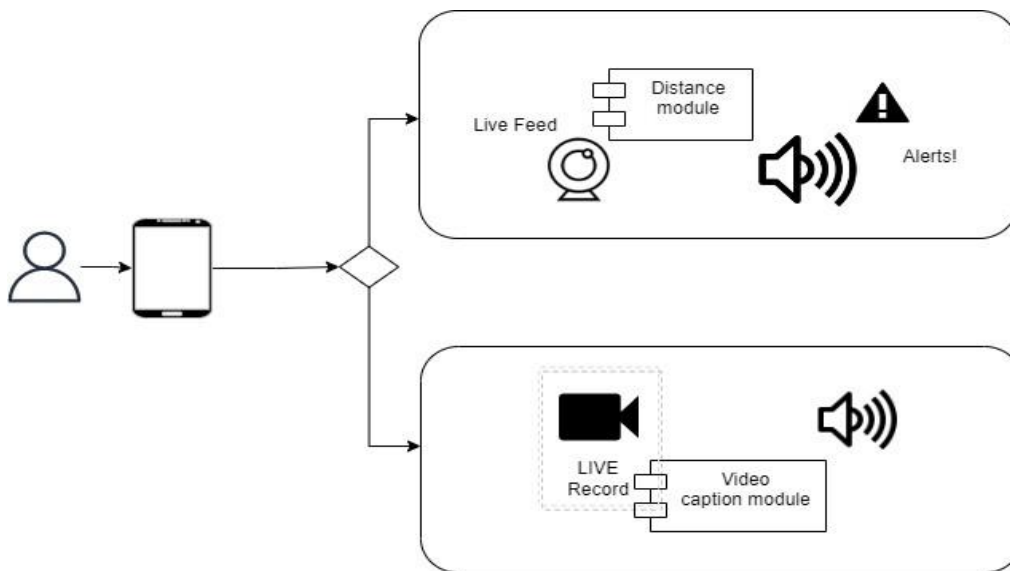 Distance
module
Live Feed
Alerts!
LIVE
Record
Video
caption module